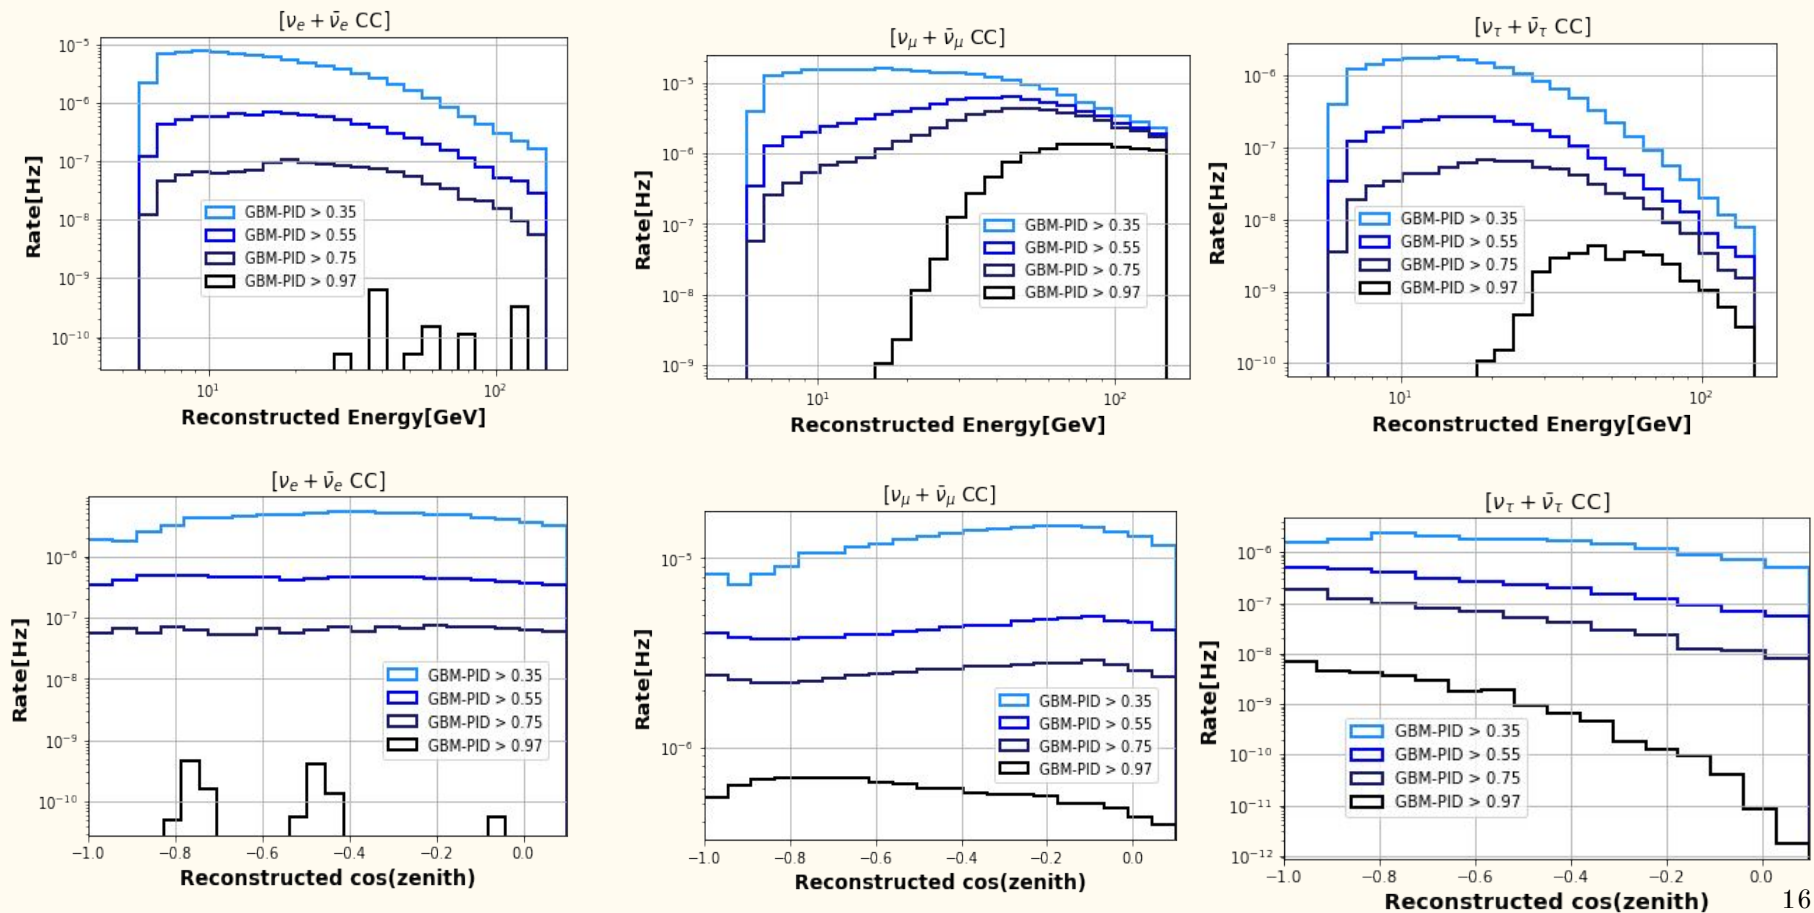 [νₑ + ν̄ₑ CC]
10⁻⁵
10⁻⁶
10⁻⁷
10⁻⁸
10⁻⁹
10⁻¹⁰
Rate[Hz]
GBM-PID > 0.35
GBM-PID > 0.55
GBM-PID > 0.75
GBM-PID > 0.97
10¹ 10²
Reconstructed Energy[GeV]
[ν_μ + ν̄_μ CC]
10⁻⁵
10⁻⁶
10⁻⁷
10⁻⁸
10⁻⁹
Rate[Hz]
GBM-PID > 0.35
GBM-PID > 0.55
GBM-PID > 0.75
GBM-PID > 0.97
10¹ 10²
Reconstructed Energy[GeV]
[ν_τ + ν̄_τ CC]
10⁻⁶
10⁻⁷
10⁻⁸
10⁻⁹
10⁻¹⁰
Rate[Hz]
GBM-PID > 0.35
GBM-PID > 0.55
GBM-PID > 0.75
GBM-PID > 0.97
10¹ 10²
Reconstructed Energy[GeV]
[νₑ + ν̄ₑ CC]
10⁻⁶
10⁻⁷
10⁻⁸
10⁻⁹
10⁻¹⁰
Rate[Hz]
GBM-PID > 0.35
GBM-PID > 0.55
GBM-PID > 0.75
GBM-PID > 0.97
−1.0 −0.8 −0.6 −0.4 −0.2 0.0
Reconstructed cos(zenith)
[ν_μ + ν̄_μ CC]
10⁻⁵
10⁻⁶
Rate[Hz]
GBM-PID > 0.35
GBM-PID > 0.55
GBM-PID > 0.75
GBM-PID > 0.97
−1.0 −0.8 −0.6 −0.4 −0.2 0.0
Reconstructed cos(zenith)
[ν_τ + ν̄_τ CC]
10⁻⁶
10⁻⁷
10⁻⁸
10⁻⁹
10⁻¹⁰
10⁻¹¹
10⁻¹²
Rate[Hz]
GBM-PID > 0.35
GBM-PID > 0.55
GBM-PID > 0.75
GBM-PID > 0.97
−1.0 −0.8 −0.6 −0.4 −0.2 0.0
Reconstructed cos(zenith)
16